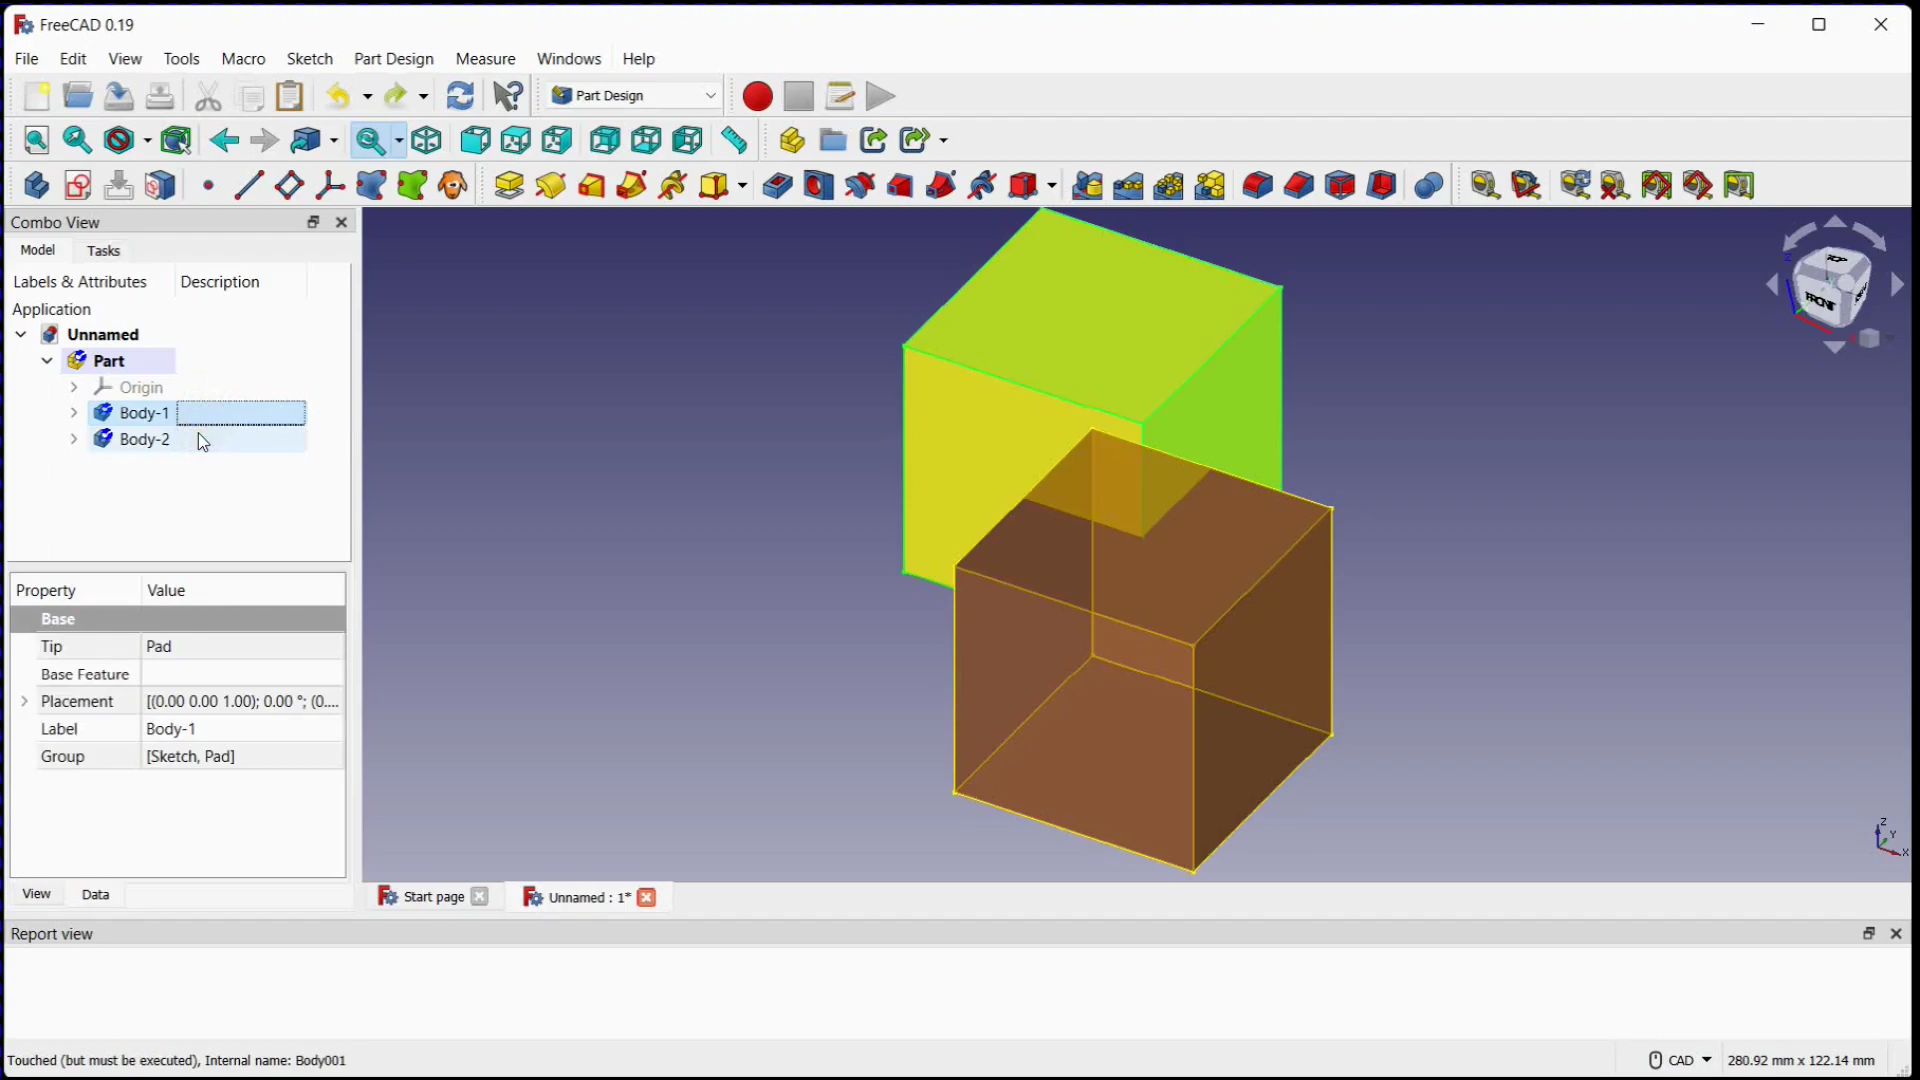 FreeCAD 0.19
File Edit View Tools Macro Sketch Part Design Measure Windows Help
Part Design
Combo View
Model Tasks
Labels & Attributes Description
Application
Unnamed
Part
Origin
Body-1
Body-2
TOP
FRONT
Z
Property Value
Base
Tip Pad
Base Feature
Placement [(0.00 0.00 1.00); 0.00 °; (0....
Label Body-1
Group [Sketch, Pad]
Z
Y
X
View Data
Start page Unnamed : 1*
Report view
Touched (but must be executed), Internal name: Body001
CAD 280.92 mm x 122.14 mm